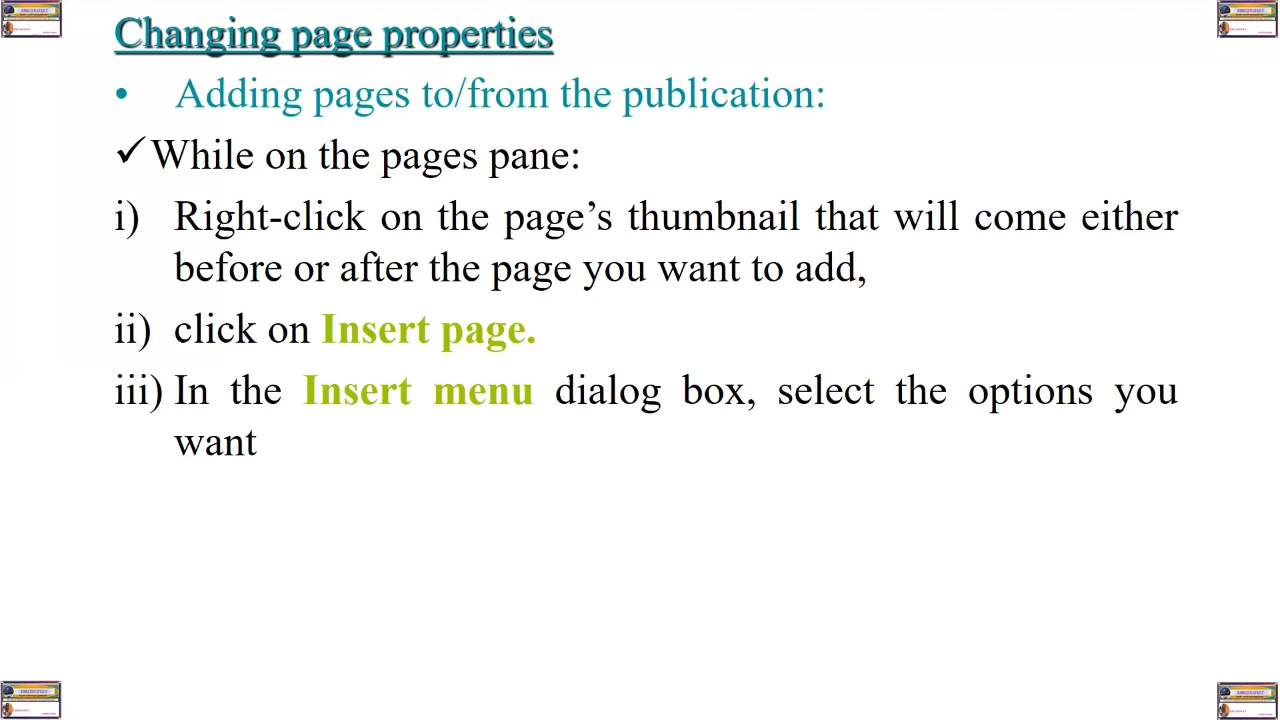 Changing page properties
• Adding pages to/from the publication:
✓ While on the pages pane:
i) Right-click on the page’s thumbnail that will come either
before or after the page you want to add,
ii) click on Insert page.
iii) In the Insert menu dialog box, select the options you
want